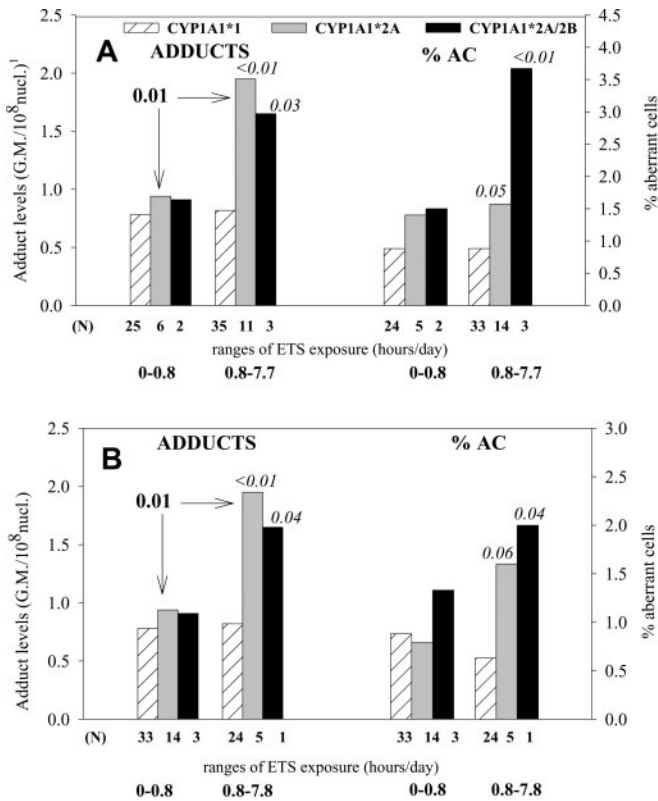 CYP1A1*1 CYP1A1*2A CYP1A1*2A/2B
A ADDUCTS % AC
2.5 4.5
2.0 4.0
1.5 3.5
1.0 3.0
0.5 2.5
0.0 2.0
1.5
1.0
0.5
0.0
Adduct levels (G.M./10⁸nucl.)¹
% aberrant cells
0.01 <0.01 0.03 0.05 <0.01
(N) 25 6 2 35 11 3 24 5 2 33 14 3
ranges of ETS exposure (hours/day)
0-0.8 0.8-7.7 0-0.8 0.8-7.7
B ADDUCTS % AC
2.5 3.0
2.0 2.5
1.5 2.0
1.0 1.5
0.5 1.0
0.0 0.5
0.0
Adduct levels (G.M./10⁸nucl.)
% aberrant cells
0.01 <0.01 0.04 0.06 0.04
(N) 33 14 3 24 5 1 33 14 3 24 5 1
ranges of ETS exposure (hours/day)
0-0.8 0.8-7.8 0-0.8 0.8-7.8